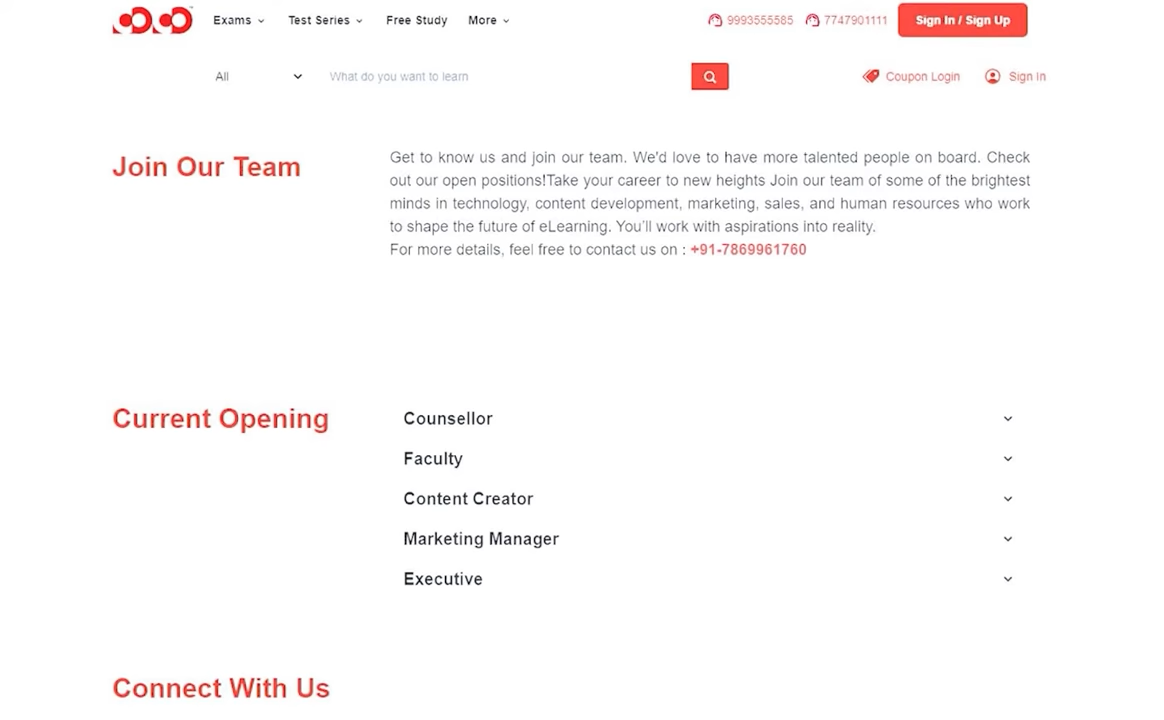 Exams Test Series Free Study More 9993555585 7747901111 Sign In / Sign Up
All What do you want to learn Coupon Login Sign In
Join Our Team
Get to know us and join our team. We'd love to have more talented people on board. Check
out our open positions!Take your career to new heights Join our team of some of the brightest
minds in technology, content development, marketing, sales, and human resources who work
to shape the future of eLearning. You'll work with aspirations into reality.
For more details, feel free to contact us on : +91-7869961760
Current Opening
Counsellor
Faculty
Content Creator
Marketing Manager
Executive
Connect With Us